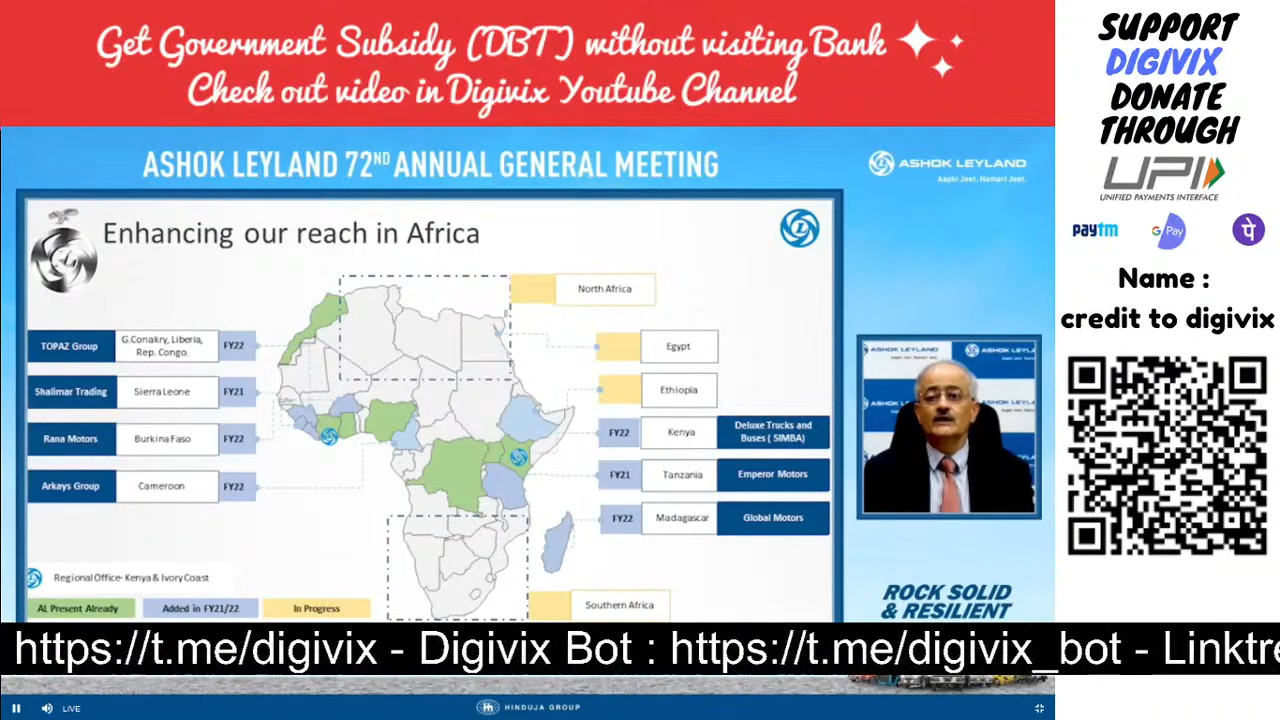 Get Government Subsidy (DBT) without visiting Bank
Check out video in Digivix Youtube Channel
SUPPORT
DIGIVIX
DONATE
THROUGH
UPI
UNIFIED PAYMENTS INTERFACE
paytm
G Pay
पे
Name :
credit to digivix
ASHOK LEYLAND 72ND ANNUAL GENERAL MEETING
ASHOK LEYLAND
Aapki Jeet. Hamari Jeet.
Enhancing our reach in Africa
North Africa
TOPAZ Group
G.Conakry, Liberia,
Rep. Congo.
FY22
Egypt
Shalimar Trading
Sierra Leone
FY21
Ethiopia
Rana Motors
Burkina Faso
FY22
FY22
Kenya
Deluxe Trucks and
Buses ( SIMBA)
Arkays Group
Cameroon
FY22
FY21
Tanzania
Emperor Motors
FY22
Madagascar
Global Motors
Regional Office- Kenya & Ivory Coast
AL Present Already
Added in FY21/22
In Progress
Southern Africa
ASHOK LEYLAND
ROCK SOLID
& RESILIENT
https://t.me/digivix - Digivix Bot : https://t.me/digivix_bot - Linktre
LIVE
HINDUJA GROUP